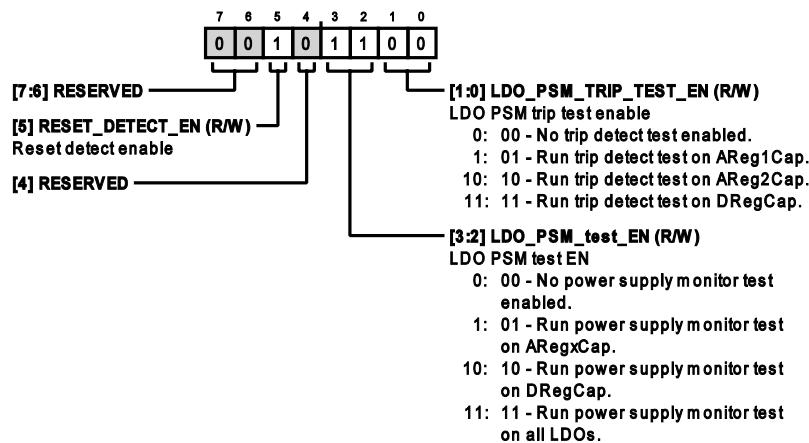 7 6 5 4 3 2 1 0
0 0 1 0 1 1 0 0
[7:6] RESERVED
[5] RESET_DETECT_EN (R/W)
Reset detect enable
[4] RESERVED
[1:0] LDO_PSM_TRIP_TEST_EN (R/W)
LDO PSM trip test enable
0: 00 - No trip detect test enabled.
1: 01 - Run trip detect test on AReg1Cap.
10: 10 - Run trip detect test on AReg2Cap.
11: 11 - Run trip detect test on DRegCap.
[3:2] LDO_PSM_test_EN (R/W)
LDO PSM test EN
0: 00 - No power supply monitor test
enabled.
1: 01 - Run power supply monitor test
on ARegxCap.
10: 10 - Run power supply monitor test
on DRegCap.
11: 11 - Run power supply monitor test
on all LDOs.